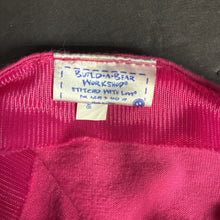 BUILD-A-BEAR
WORKSHOP®
STITCHED WITH LOVE®